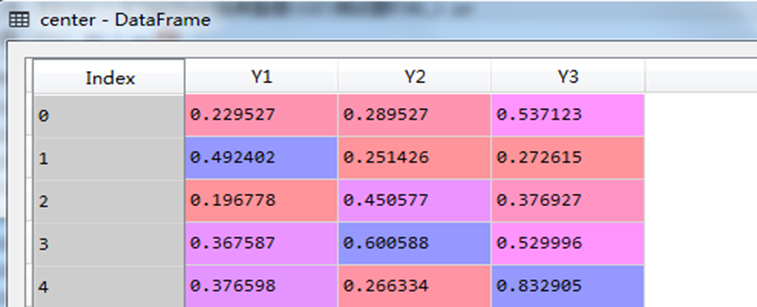 center - DataFrame
Index Y1 Y2 Y3
0 0.229527 0.289527 0.537123
1 0.492402 0.251426 0.272615
2 0.196778 0.450577 0.376927
3 0.367587 0.600588 0.529996
4 0.376598 0.266334 0.832905